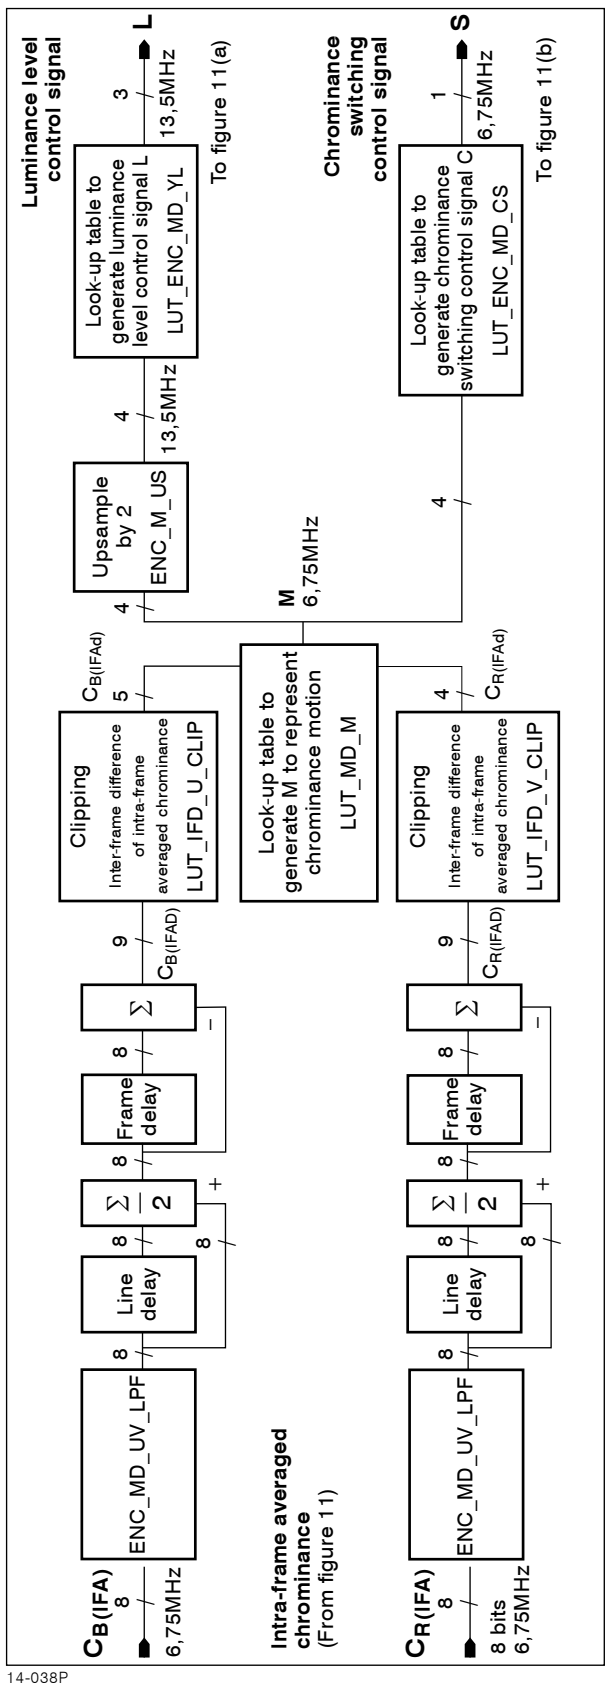 CB(IFA)
8
6,75MHz
ENC_MD_UV_LPF
8
Line
delay
8
8
+
Σ
2
8
Frame
delay
8
−
Σ
9
CB(IFAD)
Clipping
Inter-frame difference
of intra-frame
averaged chrominance
LUT_IFD_U_CLIP
CB(IFAd)
5
4
Upsample
by 2
ENC_M_US
4
13,5MHz
Look-up table to
generate luminance
level control signal L
LUT_ENC_MD_YL
Luminance level
control signal
3
13,5MHz
L
To figure 11(a)
Intra-frame averaged
chrominance
(From figure 11)
Look-up table to
generate M to represent
chrominance motion
LUT_MD_M
M
6,75MHz
CR(IFA)
8
8 bits
6,75MHz
ENC_MD_UV_LPF
8
Line
delay
8
8
+
Σ
2
8
Frame
delay
8
−
Σ
9
CR(IFAD)
Clipping
Inter-frame difference
of intra-frame
averaged chrominance
LUT_IFD_V_CLIP
4
CR(IFAd)
4
Look-up table to
generate chrominance
switching control signal C
LUT_ENC_MD_CS
Chrominance
switching
control signal
1
6,75MHz
S
To figure 11(b)
14-038P